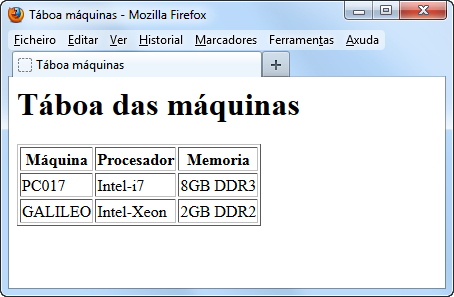 Táboa máquinas - Mozilla Firefox
Ficheiro Editar Ver Historial Marcadores Ferramentas Axuda
Táboa máquinas
Táboa das máquinas
Máquina Procesador Memoria
PC017 Intel-i7 8GB DDR3
GALILEO Intel-Xeon 2GB DDR2